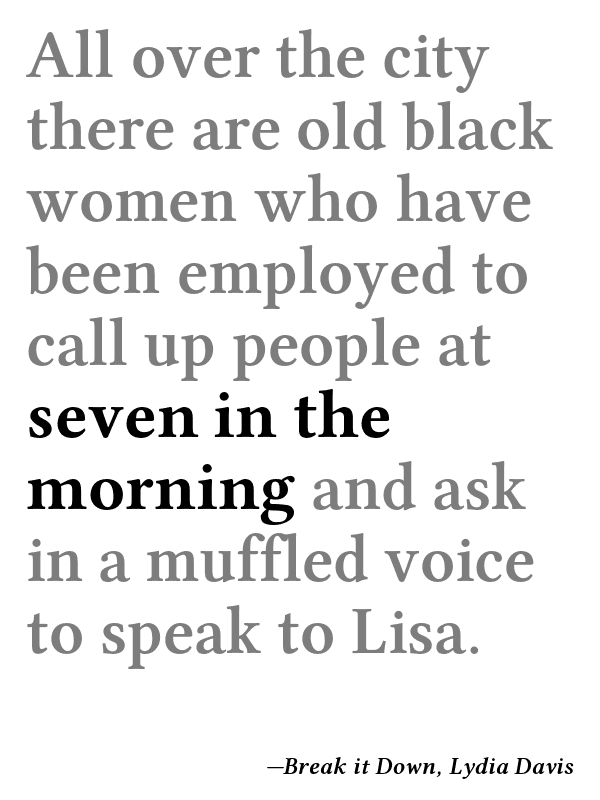 All over the city
there are old black
women who have
been employed to
call up people at
seven in the
morning and ask
in a muffled voice
to speak to Lisa.
—Break it Down, Lydia Davis